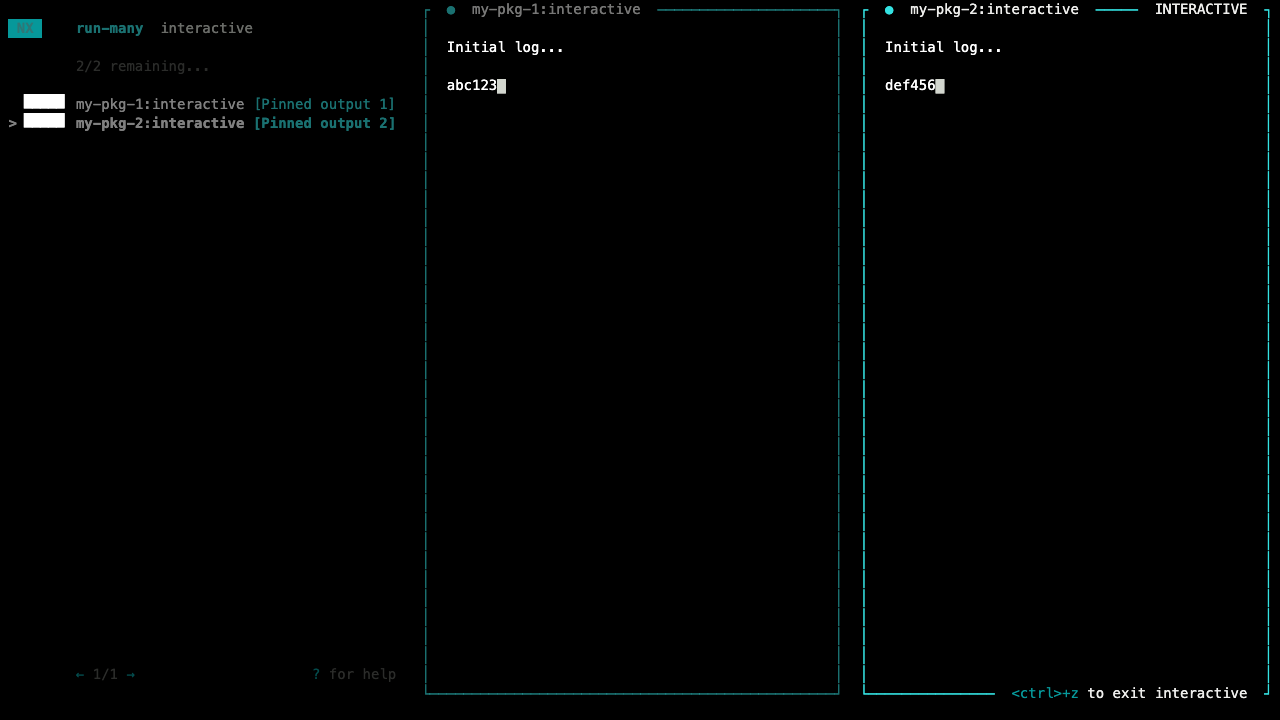 NX run-many interactive
2/2 remaining...
my-pkg-1:interactive [Pinned output 1]
> my-pkg-2:interactive [Pinned output 2]
← 1/1 → ? for help
● my-pkg-1:interactive
Initial log...
abc123
● my-pkg-2:interactive INTERACTIVE
Initial log...
def456
<ctrl>+z to exit interactive